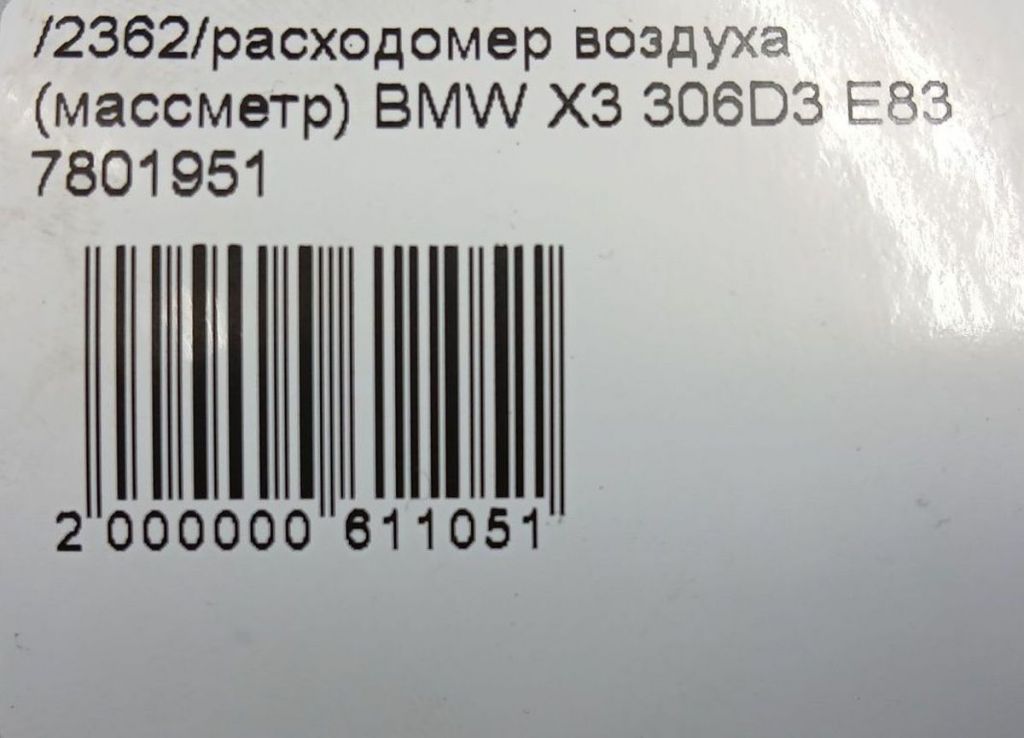 /2362/расходомер воздуха
(массметр) BMW X3 306D3 E83
7801951
2 000000 611051